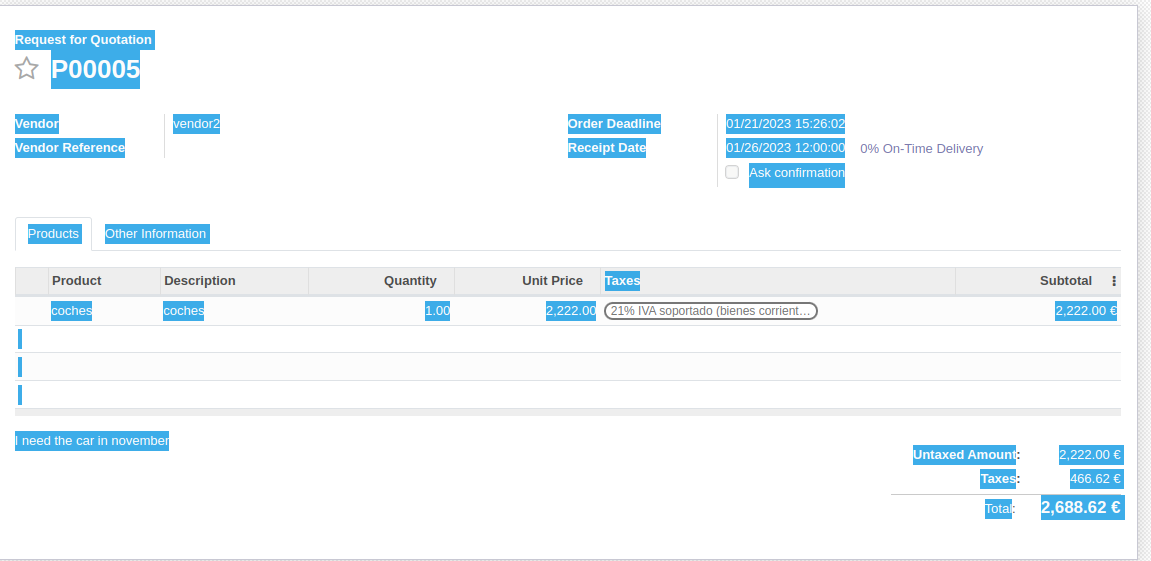 Request for Quotation
P00005
Vendor vendor2 Order Deadline 01/21/2023 15:26:02
Vendor Reference Receipt Date 01/26/2023 12:00:00 0% On-Time Delivery
Ask confirmation
Products Other Information
Product Description Quantity Unit Price Taxes Subtotal
coches coches 1.00 2,222.00 21% IVA soportado (bienes corrient... 2,222.00 €
I need the car in november
Untaxed Amount: 2,222.00 €
Taxes: 466.62 €
Total: 2,688.62 €